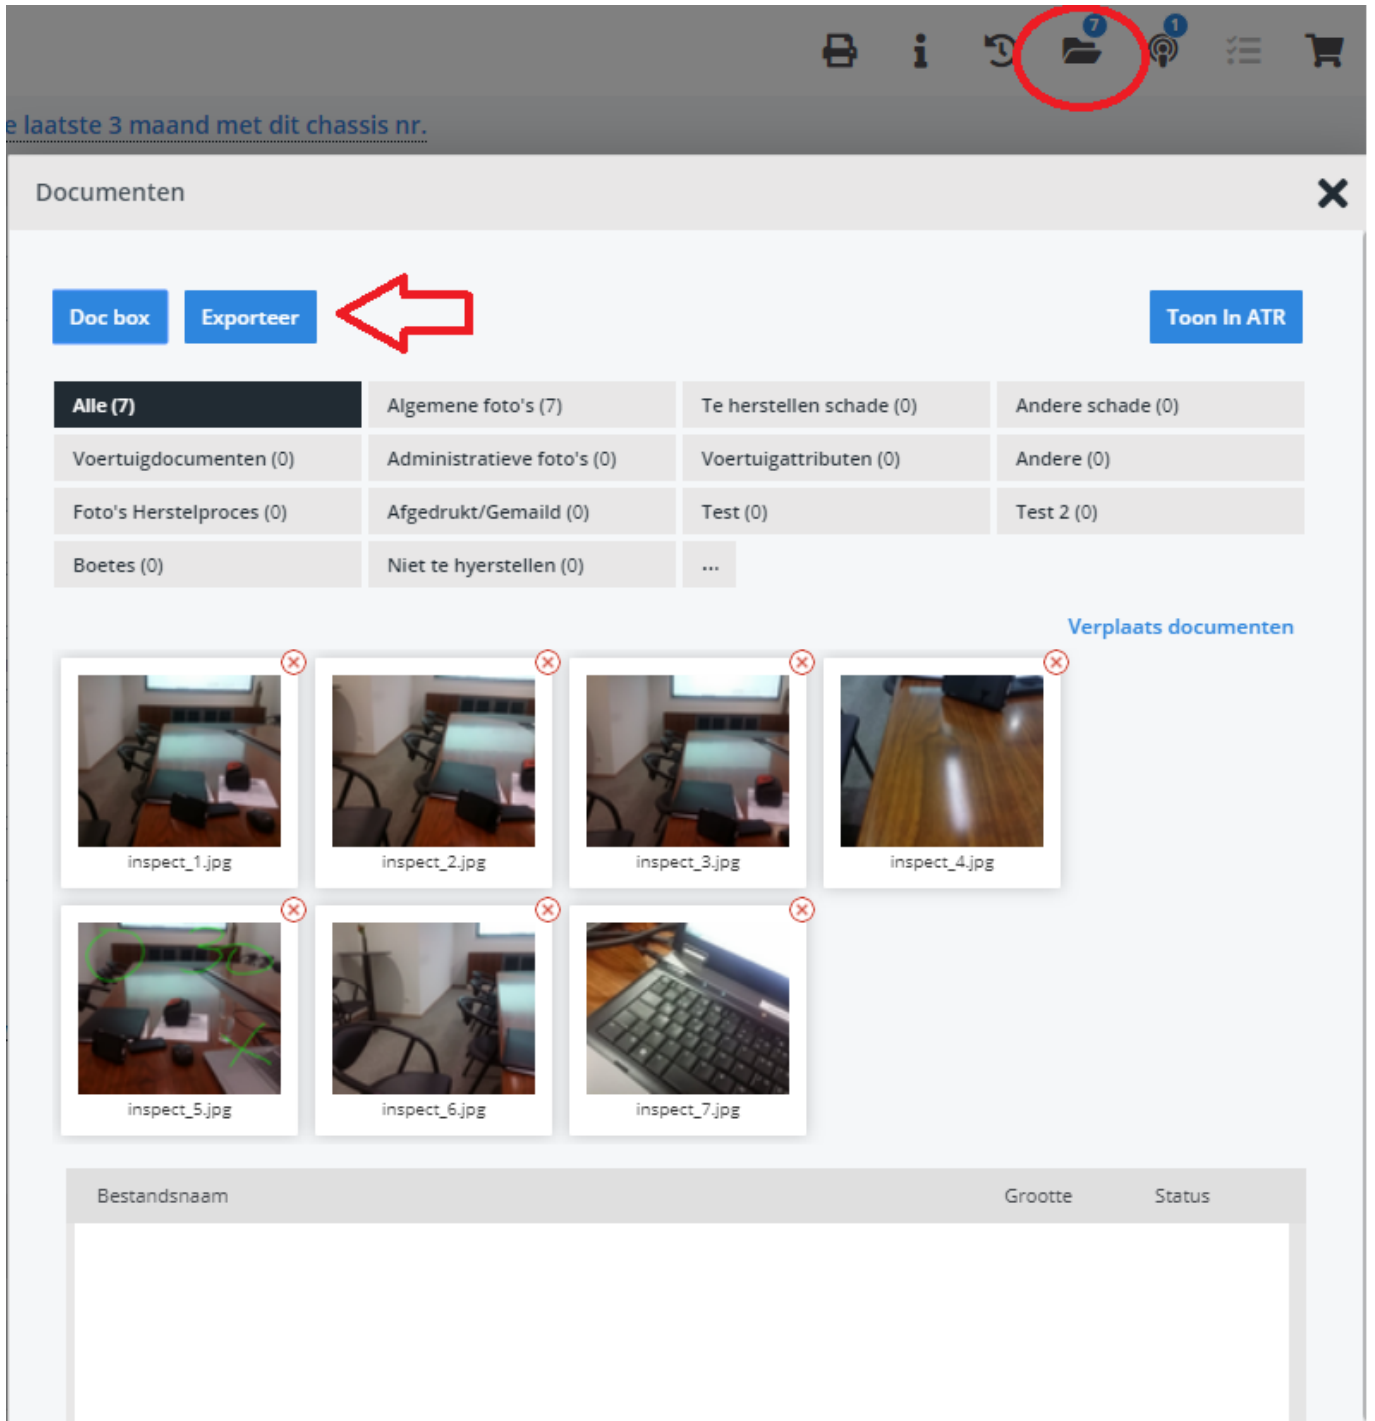 7
1
e laatste 3 maand met dit chassis nr.
Documenten
Doc box Exporteer Toon In ATR
Alle (7) Algemene foto's (7) Te herstellen schade (0) Andere schade (0)
Voertuigdocumenten (0) Administratieve foto's (0) Voertuigattributen (0) Andere (0)
Foto's Herstelproces (0) Afgedrukt/Gemaild (0) Test (0) Test 2 (0)
Boetes (0) Niet te hyerstellen (0) ...
Verplaats documenten
inspect_1.jpg inspect_2.jpg inspect_3.jpg inspect_4.jpg
inspect_5.jpg inspect_6.jpg inspect_7.jpg
Bestandsnaam Grootte Status